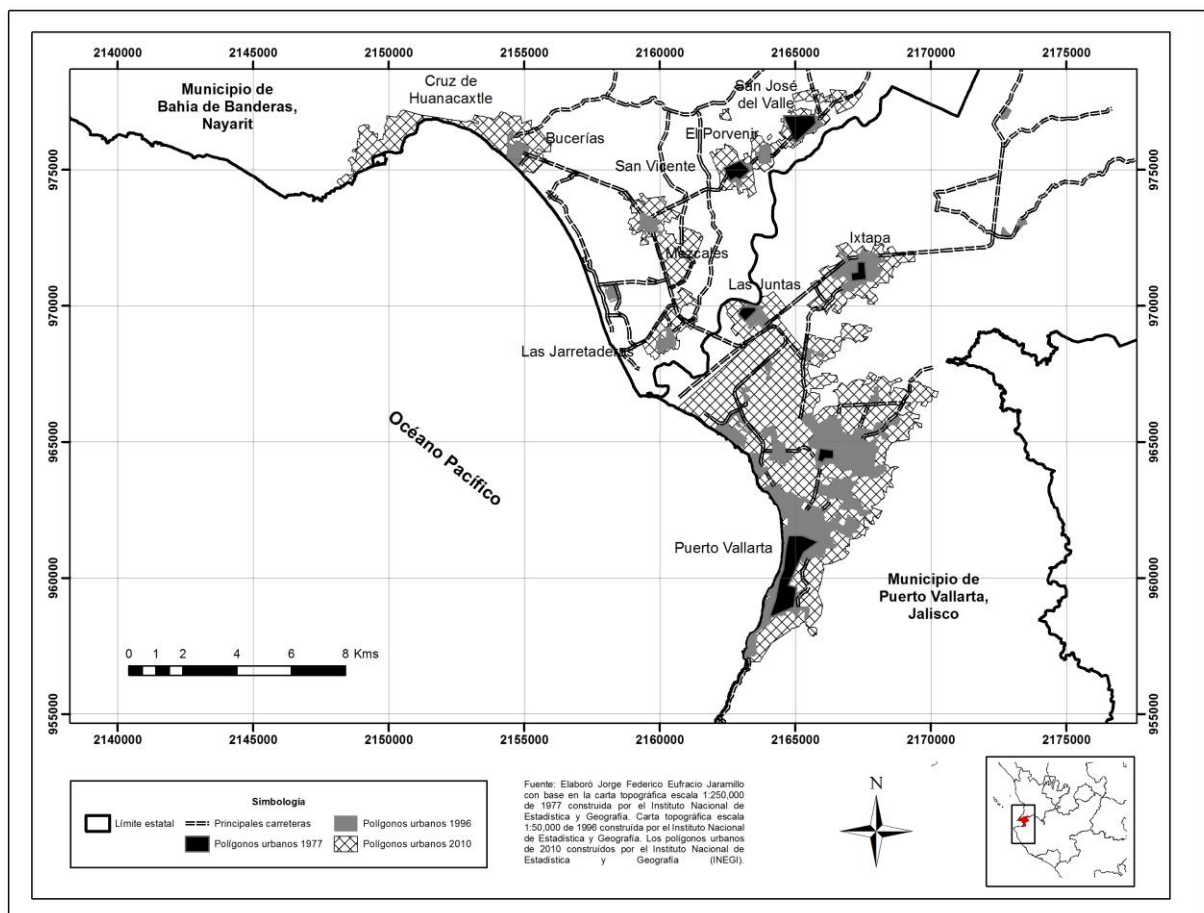 2140000 2145000 2150000 2155000 2160000 2165000 2170000 2175000
Municipio de
Bahía de Banderas,
Nayarit
Cruz de
Huanacaxtle
San José
del Valle
Bucerías
El Porvenir
San Vicente
975000 975000
Ixtapa
Mezcales
Las Juntas
970000 970000
Las Jarretaderas
Océano Pacífico
965000 965000
Puerto Vallarta
960000 960000
Municipio de
Puerto Vallarta,
Jalisco
0 1 2 4 6 8 Kms
955000 955000
2140000 2145000 2150000 2155000 2160000 2165000 2170000 2175000
Simbología
Límite estatal Principales carreteras Polígonos urbanos 1996
Polígonos urbanos 1977 Polígonos urbanos 2010
Fuente: Elaboró Jorge Federico Eufracio Jaramillo
con base en la carta topográfica escala 1:250,000
de 1977 construida por el Instituto Nacional de
Estadística y Geografía. Carta topográfica escala
1:50,000 de 1996 construida por el Instituto Nacional
de Estadística y Geografía. Los polígonos urbanos
de 2010 construídos por el Instituto Nacional de
Estadística y Geografía (INEGI).
N